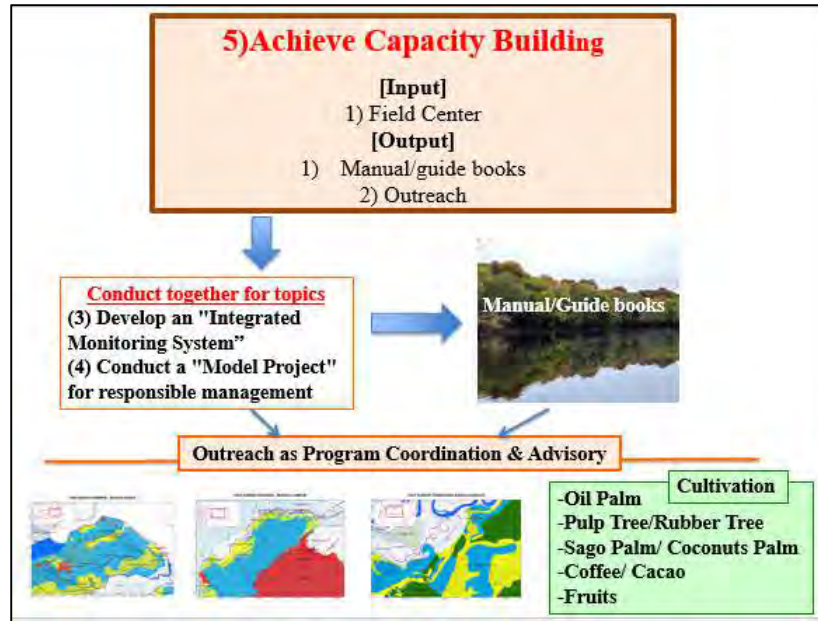 5)Achieve Capacity Building
[Input]
1) Field Center
[Output]
1) Manual/guide books
2) Outreach
Conduct together for topics
(3) Develop an "Integrated
Monitoring System”
(4) Conduct a "Model Project"
for responsible management
Manual/Guide books
Outreach as Program Coordination & Advisory
Cultivation
-Oil Palm
-Pulp Tree/Rubber Tree
-Sago Palm/ Coconuts Palm
-Coffee/ Cacao
-Fruits